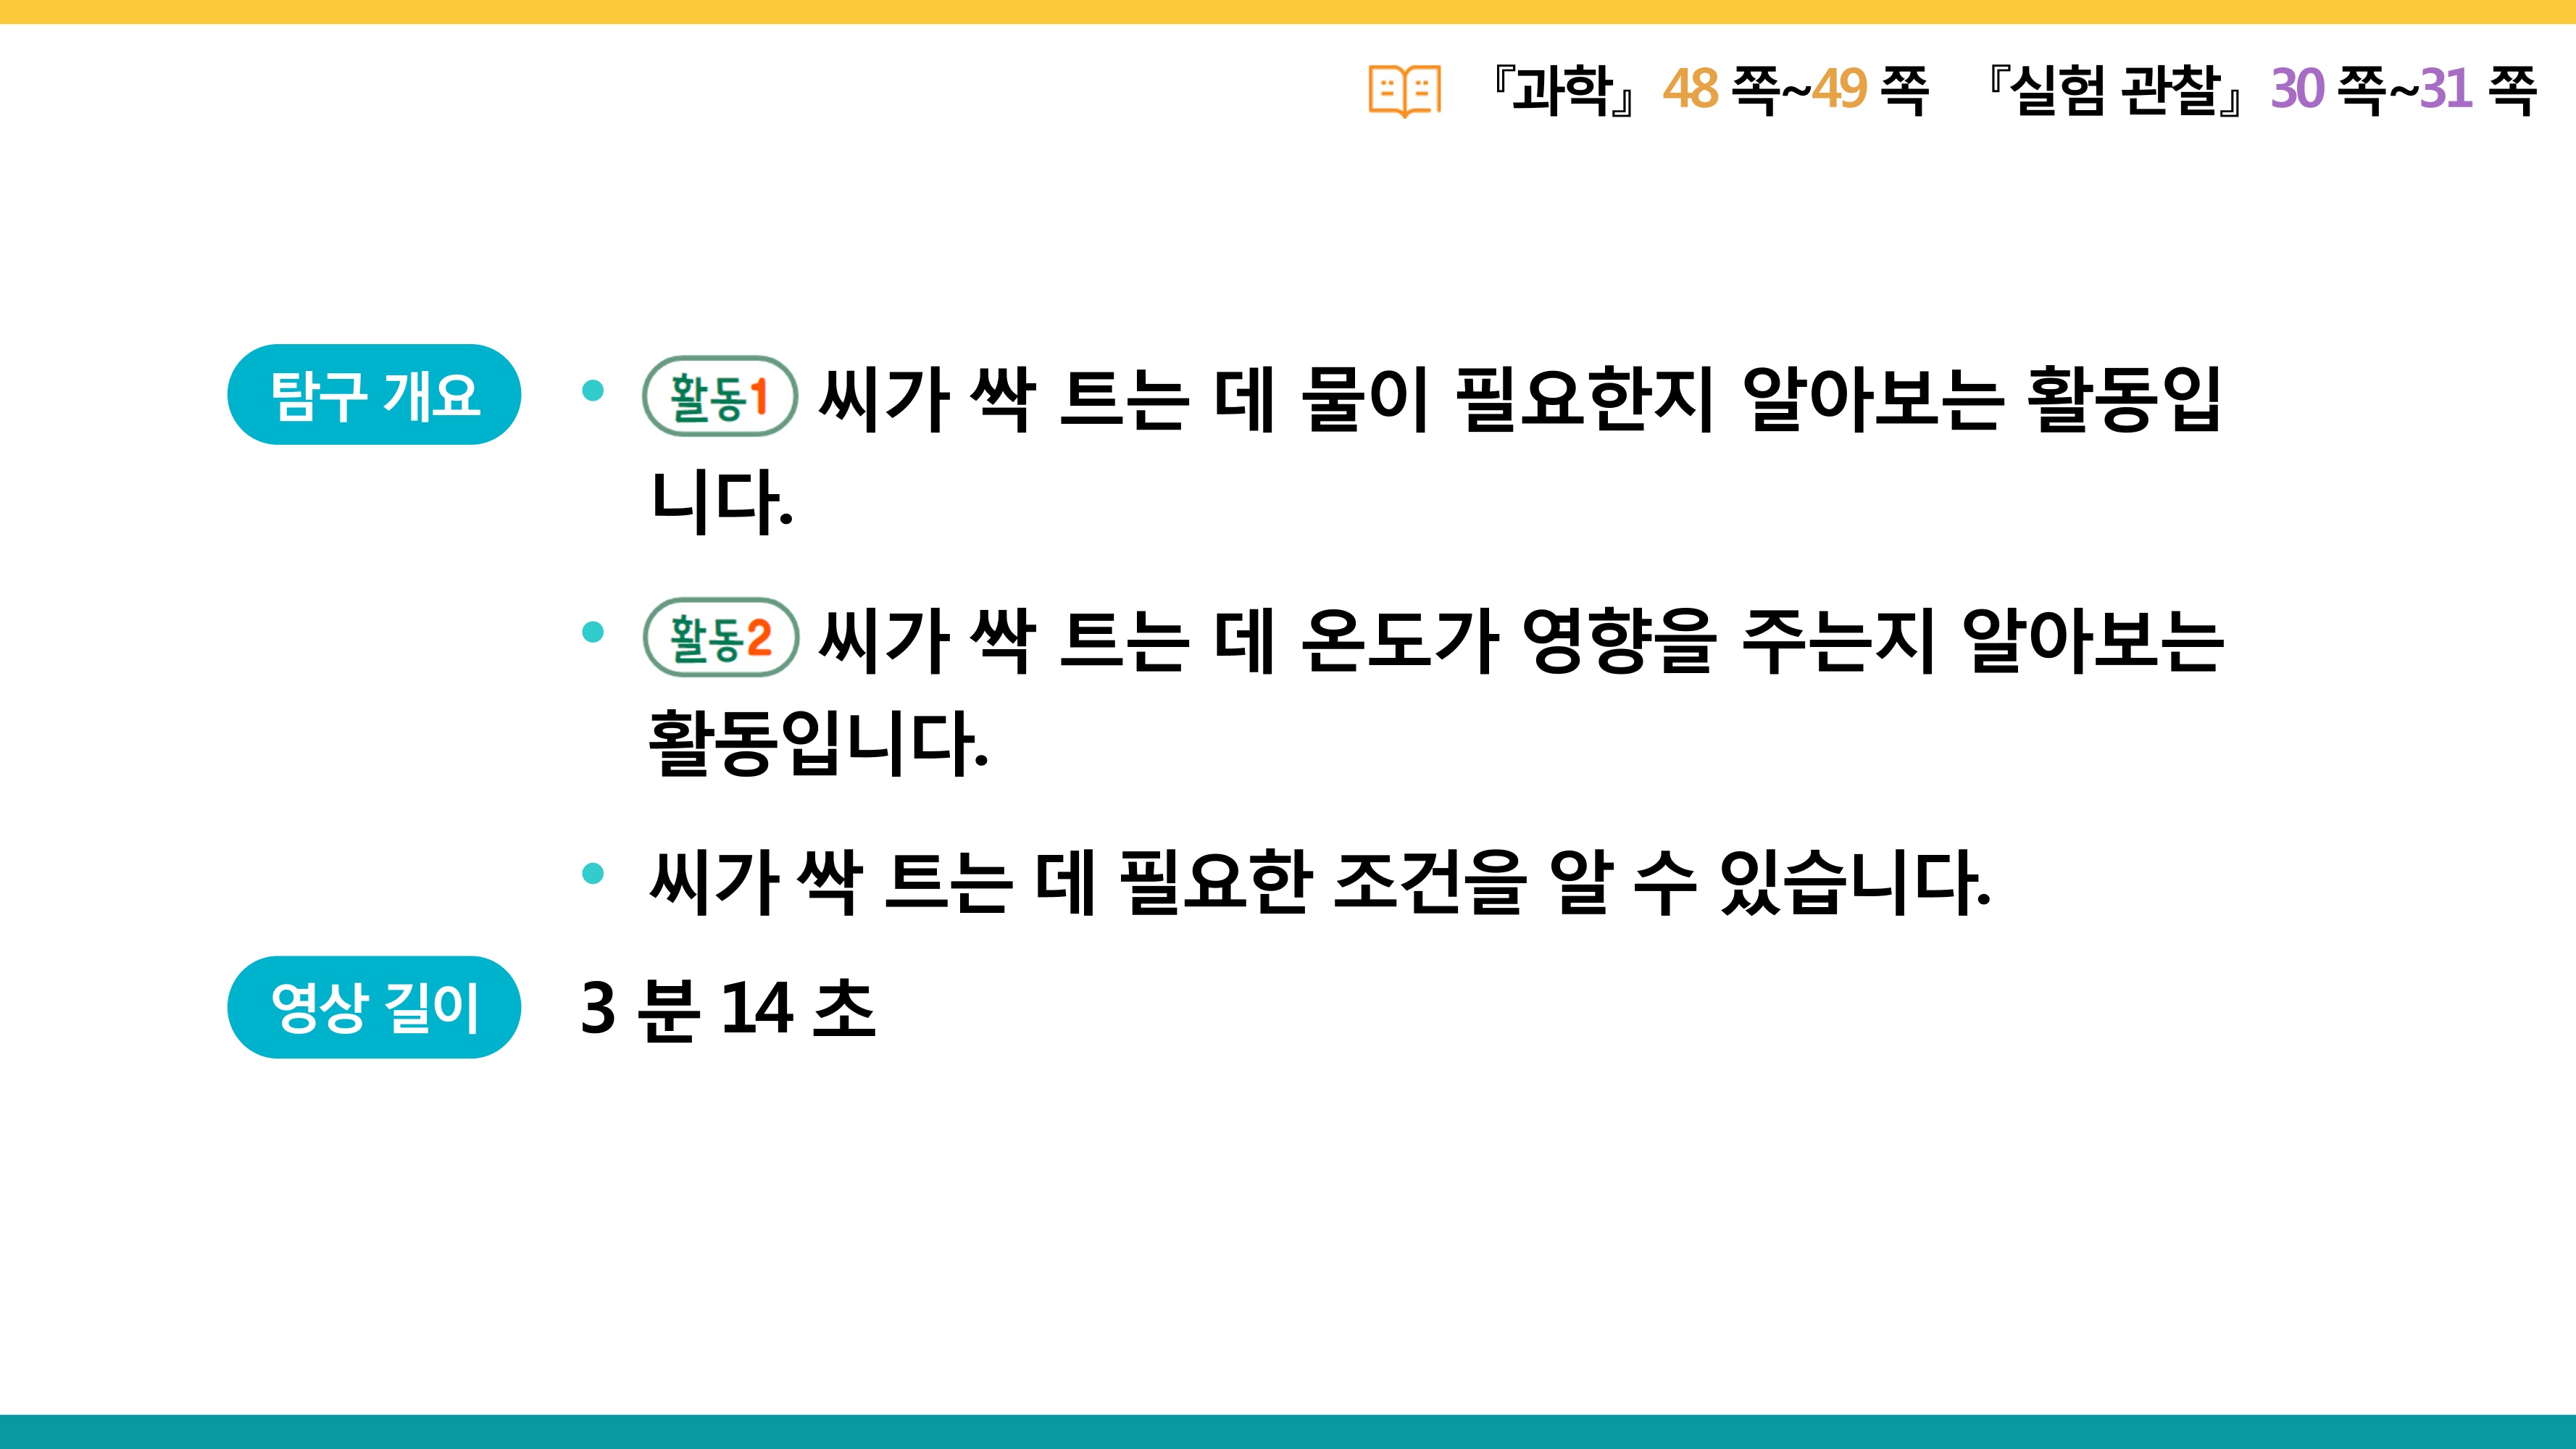 『과학』 48 쪽~49 쪽 『실험 관찰』 30 쪽~31 쪽
탐구 개요
• 활동1 씨가 싹 트는 데 물이 필요한지 알아보는 활동입
니다.
• 활동2 씨가 싹 트는 데 온도가 영향을 주는지 알아보는
활동입니다.
• 씨가 싹 트는 데 필요한 조건을 알 수 있습니다.
영상 길이 3 분 14 초